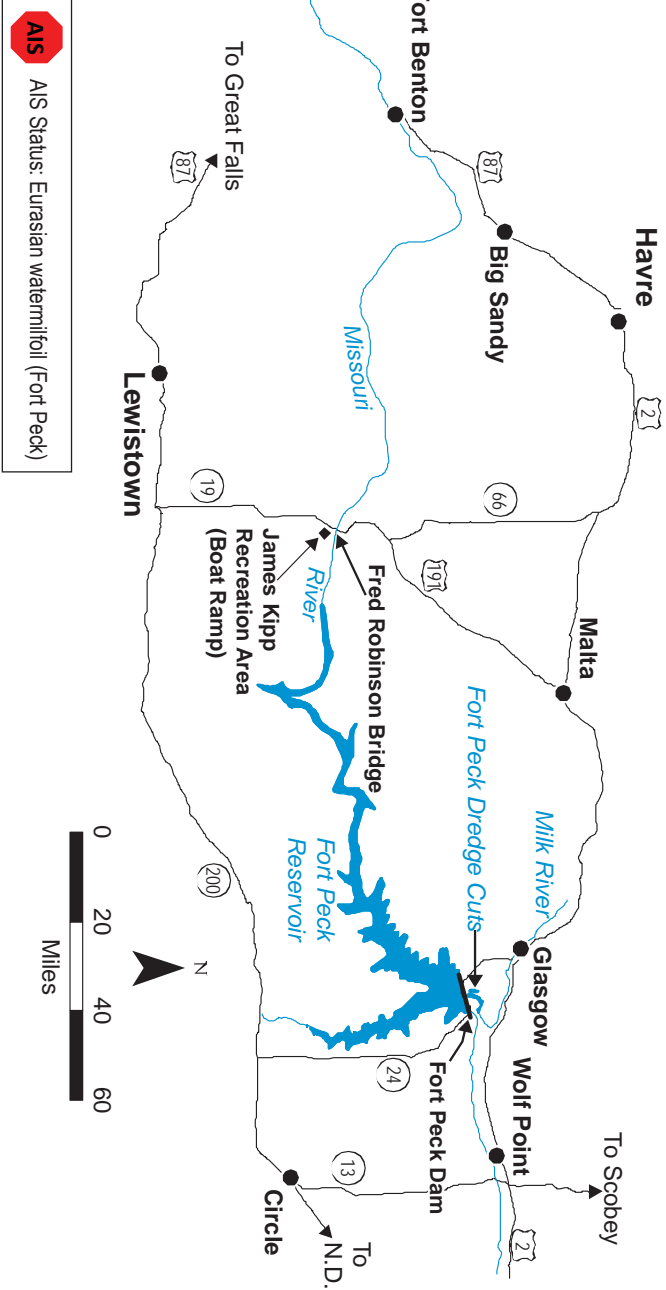 Havre
2
To Scobey
87
Big Sandy
66
Malta
Milk River
Glasgow
Wolf Point
2
ort Benton
191
Fort Peck Dredge Cuts
Missouri
Fred Robinson Bridge
River
Fort Peck Dam
24
13
To Great Falls
87
19
James Kipp
Recreation Area
(Boat Ramp)
Fort Peck
Reservoir
Circle
To
N.D.
Lewistown
200
N
0 20 40 60
Miles
AIS
AIS Status: Eurasian watermilfoil (Fort Peck)